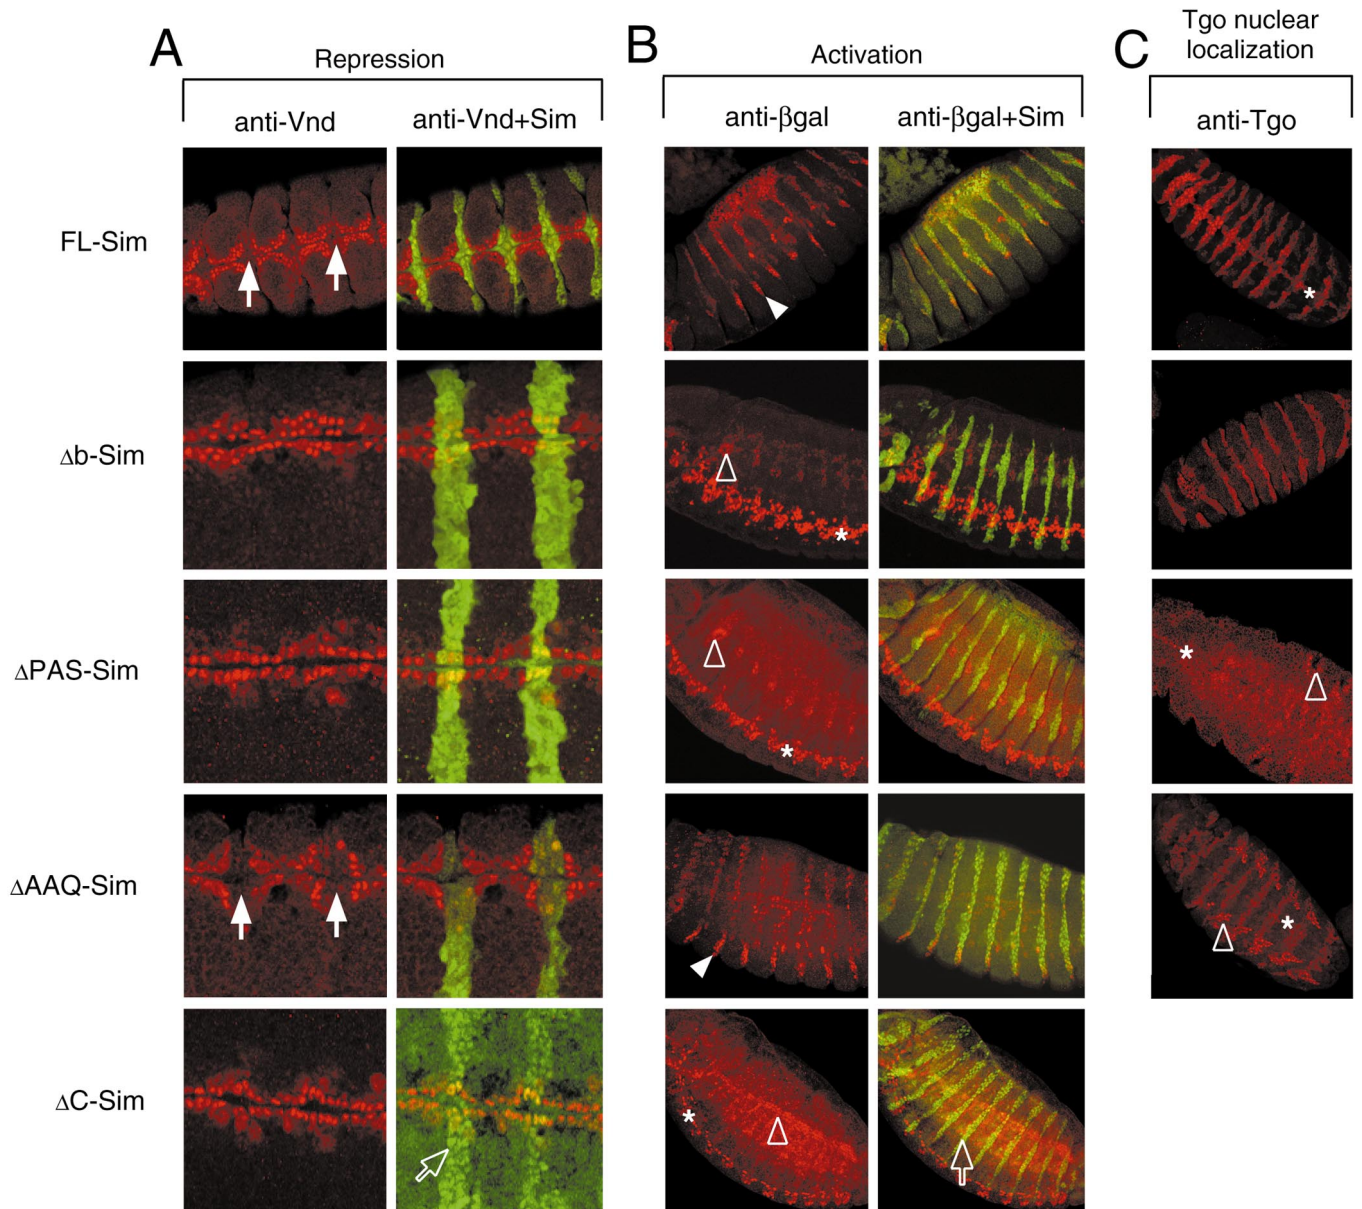 A
Repression
anti-Vnd
anti-Vnd+Sim
B
Activation
anti-βgal
anti-βgal+Sim
C
Tgo nuclear
localization
anti-Tgo
FL-Sim
*
Δb-Sim
*
ΔPAS-Sim
*
*
ΔAAQ-Sim
*
ΔC-Sim
*